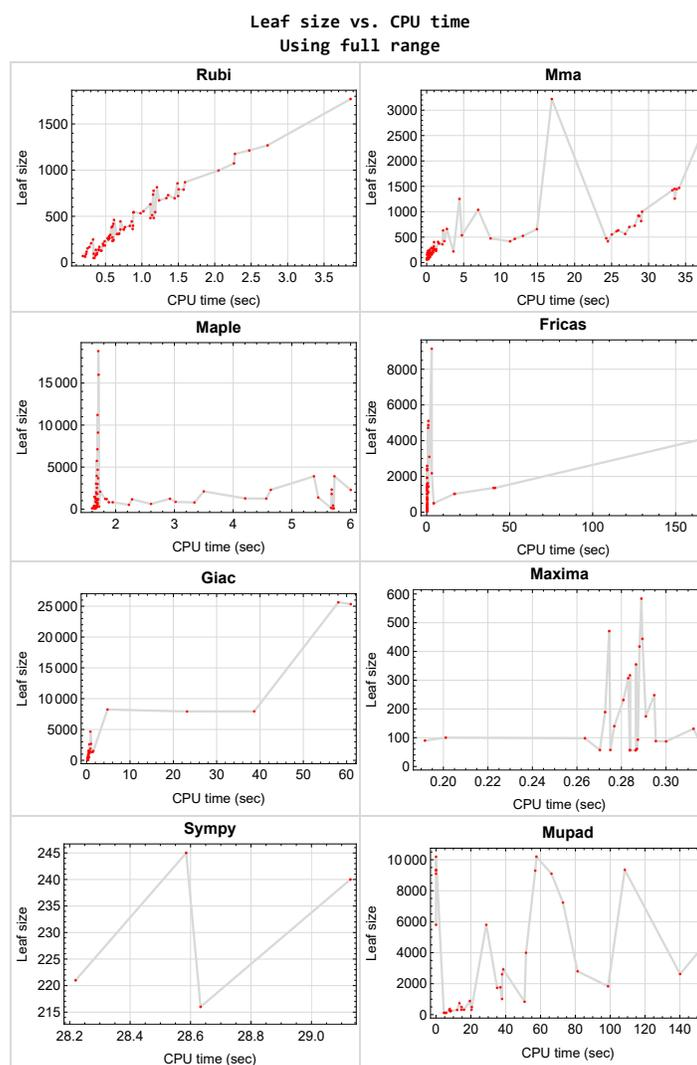 Leaf size vs. CPU time
Using full range
Rubi
Leaf size
1500
1000
500
0
0.5 1.0 1.5 2.0 2.5 3.0 3.5
CPU time (sec)
Mma
Leaf size
3000
2500
2000
1500
1000
500
0
0 5 10 15 20 25 30 35
CPU time (sec)
Maple
Leaf size
15000
10000
5000
0
2 3 4 5 6
CPU time (sec)
Fricas
Leaf size
8000
6000
4000
2000
0
0 50 100 150
CPU time (sec)
Giac
Leaf size
25000
20000
15000
10000
5000
0
0 10 20 30 40 50 60
CPU time (sec)
Maxima
Leaf size
600
500
400
300
200
100
0
0.20 0.22 0.24 0.26 0.28 0.30
CPU time (sec)
Sympy
Leaf size
245
240
235
230
225
220
215
28.2 28.4 28.6 28.8 29.0
CPU time (sec)
Mupad
Leaf size
10000
8000
6000
4000
2000
0
0 20 40 60 80 100 120 140
CPU time (sec)